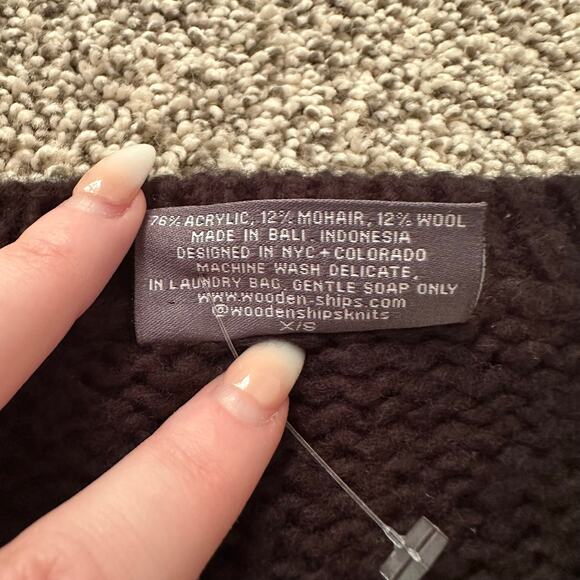 76% ACRYLIC, 12% MOHAIR, 12% WOOL
MADE IN BALI, INDONESIA
DESIGNED IN NYC + COLORADO
MACHINE WASH DELICATE,
IN LAUNDRY BAG, GENTLE SOAP ONLY
www.wooden-ships.com
@woodenshipsknits
X/S